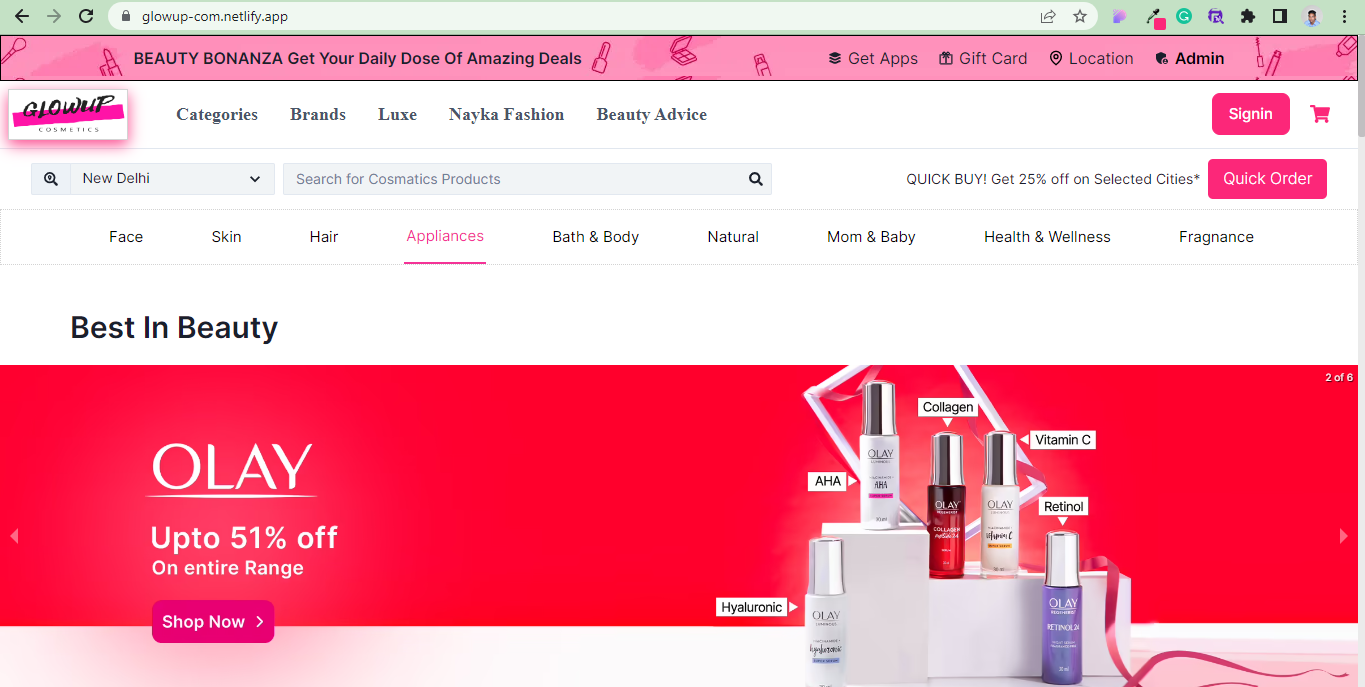 glowup-com.netlify.app
BEAUTY BONANZA Get Your Daily Dose Of Amazing Deals
Get Apps
Gift Card
Location
Admin
GLOWUP
COSMETICS
Categories
Brands
Luxe
Nayka Fashion
Beauty Advice
Signin
New Delhi
Search for Cosmatics Products
QUICK BUY! Get 25% off on Selected Cities*
Quick Order
Face
Skin
Hair
Appliances
Bath & Body
Natural
Mom & Baby
Health & Wellness
Fragnance
Best In Beauty
2 of 6
OLAY
Upto 51% off
On entire Range
Shop Now
Collagen
Vitamin C
AHA
Retinol
Hyaluronic
OLAY
LUMINOUS
AHA
OLAY
REGENERIST
COLLAGEN
OLAY
vitamin C
OLAY
REGENERIST
RETINOL24
OLAY
LUMINOUS
hyaluronic